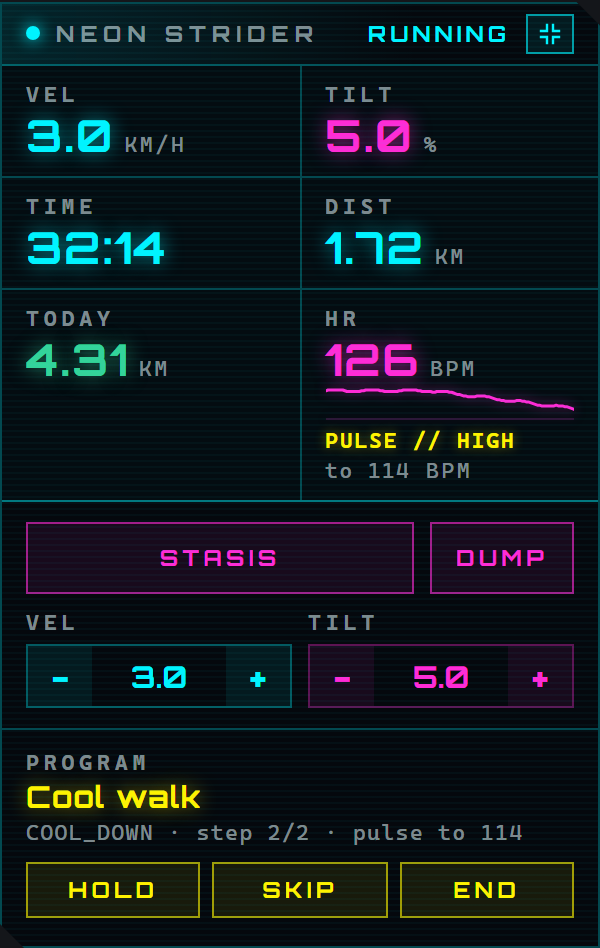 NEON STRIDER RUNNING
VEL
3.0 KM/H
TILT
5.0 %
TIME
32:14
DIST
1.72 KM
TODAY
4.31 KM
HR
126 BPM
PULSE // HIGH
to 114 BPM
STASIS DUMP
VEL TILT
- 3.0 + - 5.0 +
PROGRAM
Cool walk
COOL_DOWN · step 2/2 · pulse to 114
HOLD SKIP END